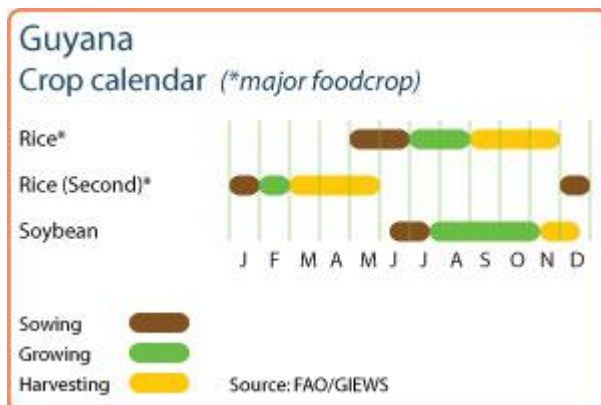 Guyana
Crop calendar (*major foodcrop)
Rice*
Rice (Second)*
Soybean
J F M A M J J A S O N D
Sowing
Growing
Harvesting Source: FAO/GIEWS